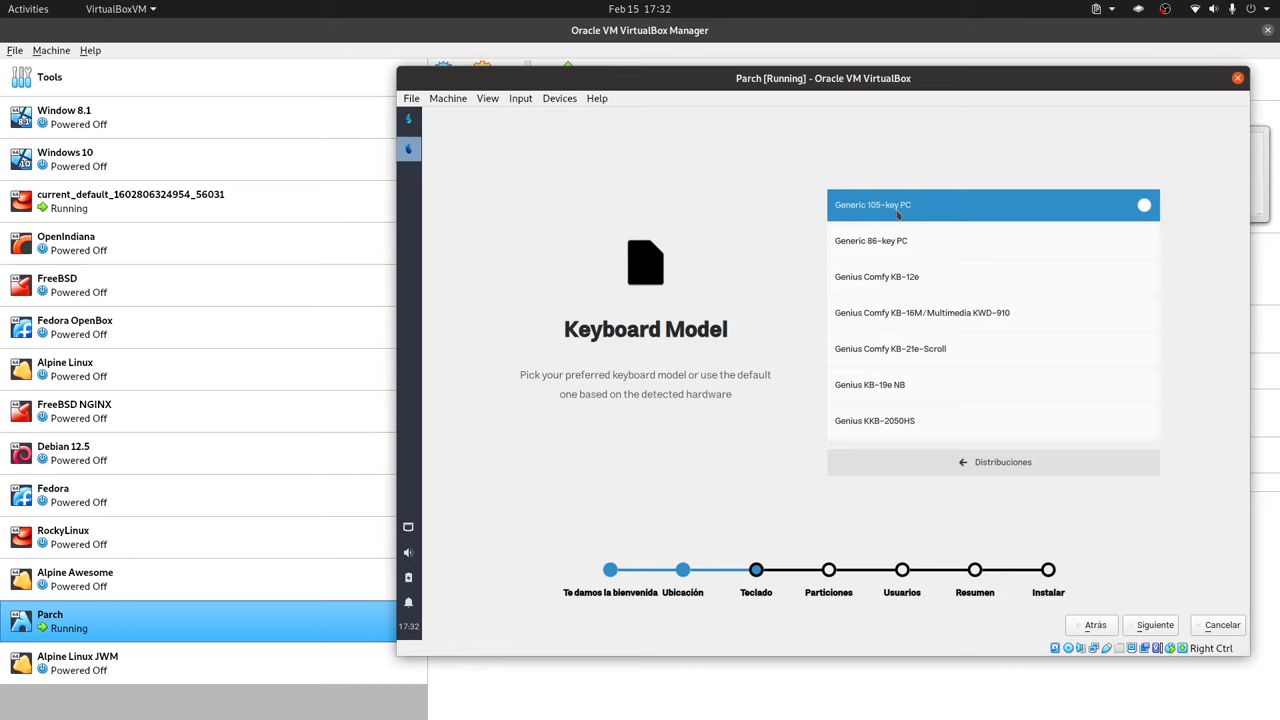 Activities
VirtualBoxVM
Feb 15 17:32
Oracle VM VirtualBox Manager
File Machine Help
Tools
Window 8.1
Powered Off
Windows 10
Powered Off
current_default_1602806324954_56031
Running
OpenIndiana
Powered Off
FreeBSD
Powered Off
Fedora OpenBox
Powered Off
Alpine Linux
Powered Off
FreeBSD NGINX
Powered Off
Debian 12.5
Powered Off
Fedora
Powered Off
RockyLinux
Powered Off
Alpine Awesome
Powered Off
Parch
Running
Alpine Linux JWM
Powered Off
Parch [Running] - Oracle VM VirtualBox
File Machine View Input Devices Help
Keyboard Model
Pick your preferred keyboard model or use the default
one based on the detected hardware
Generic 105-key PC
Generic 86-key PC
Genius Comfy KB-12e
Genius Comfy KB-16M/Multimedia KWD-910
Genius Comfy KB-21e-Scroll
Genius KB-19e NB
Genius KKB-2050HS
Distribuciones
Te damos la bienvenida Ubicación Teclado Particiones Usuarios Resumen Instalar
17:32
Atrás Siguiente Cancelar
Right Ctrl